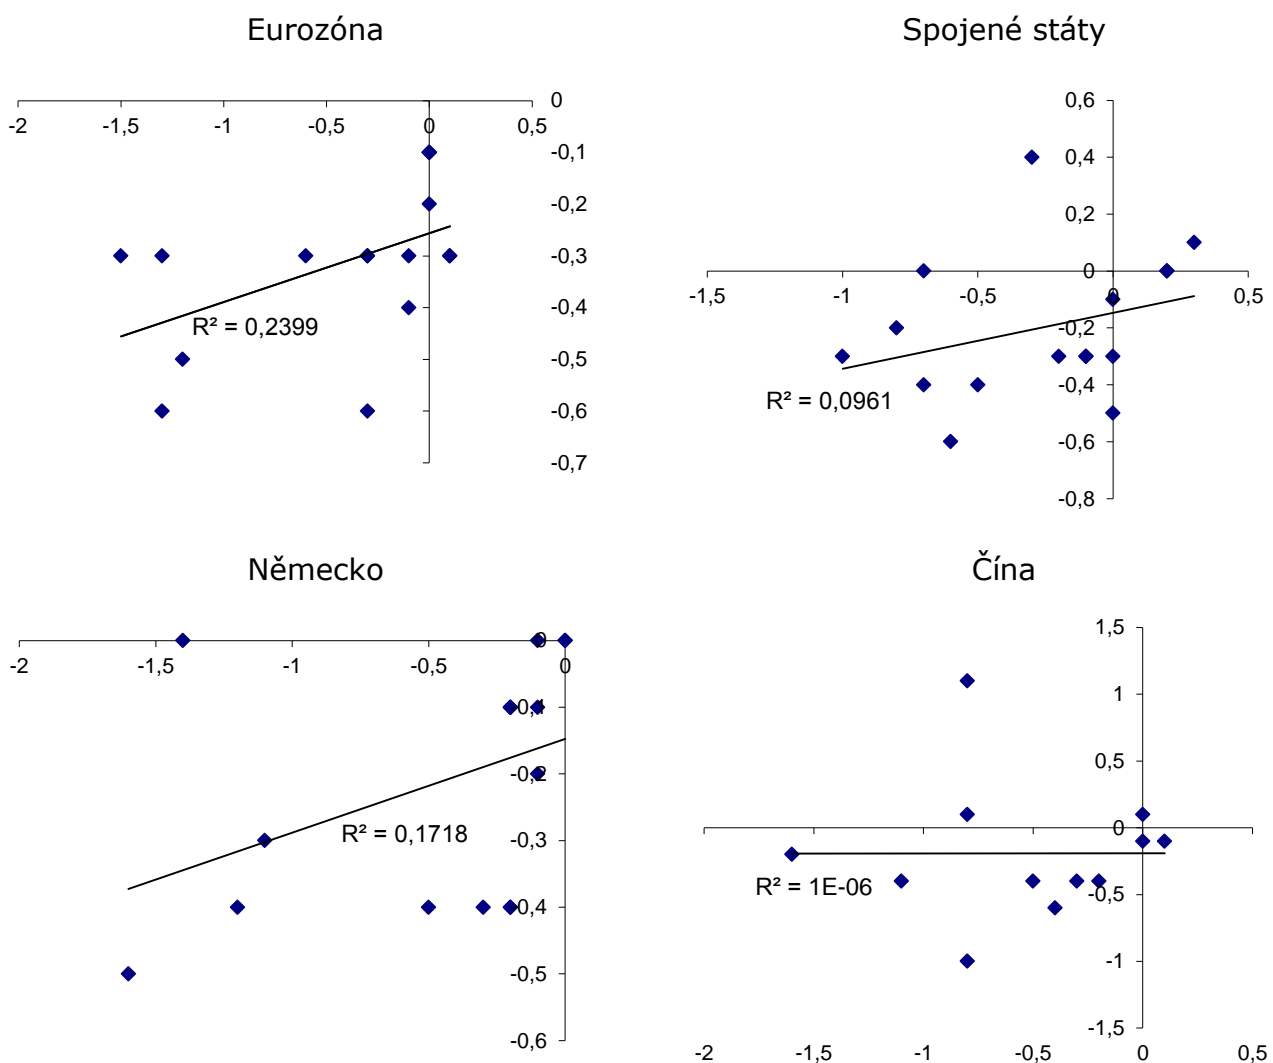 Eurozóna
0
-2 -1,5 -1 -0,5 0 0,5
-0,1
-0,2
-0,3
R² = 0,2399
-0,4
-0,5
-0,6
-0,7
Spojené státy
0,6
0,4
0,2
0
-1,5 -1 -0,5 0 0,5
-0,2
R² = 0,0961
-0,4
-0,6
-0,8
Německo
0
-2 -1,5 -1 -0,5 0
-0,1
-0,2
R² = 0,1718
-0,3
-0,4
-0,5
-0,6
Čína
1,5
1
0,5
0
R² = 1E-06
-0,5
-1
-1,5
-2 -1,5 -1 -0,5 0 0,5